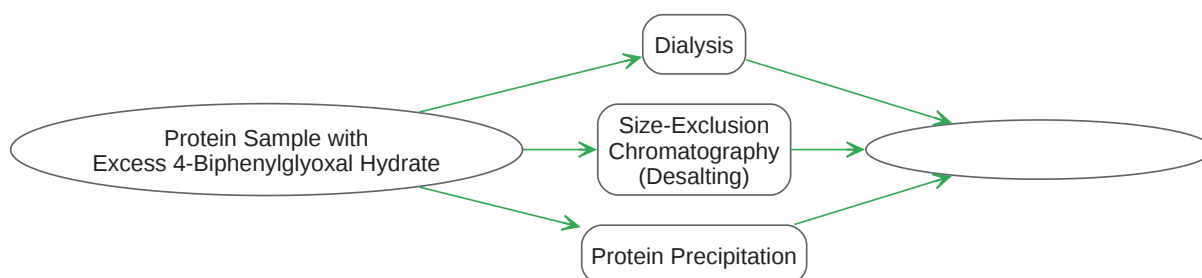 Dialysis
Protein Sample with
Excess 4-Biphenylglyoxal Hydrate
Size-Exclusion
Chromatography
(Desalting)
Protein Precipitation